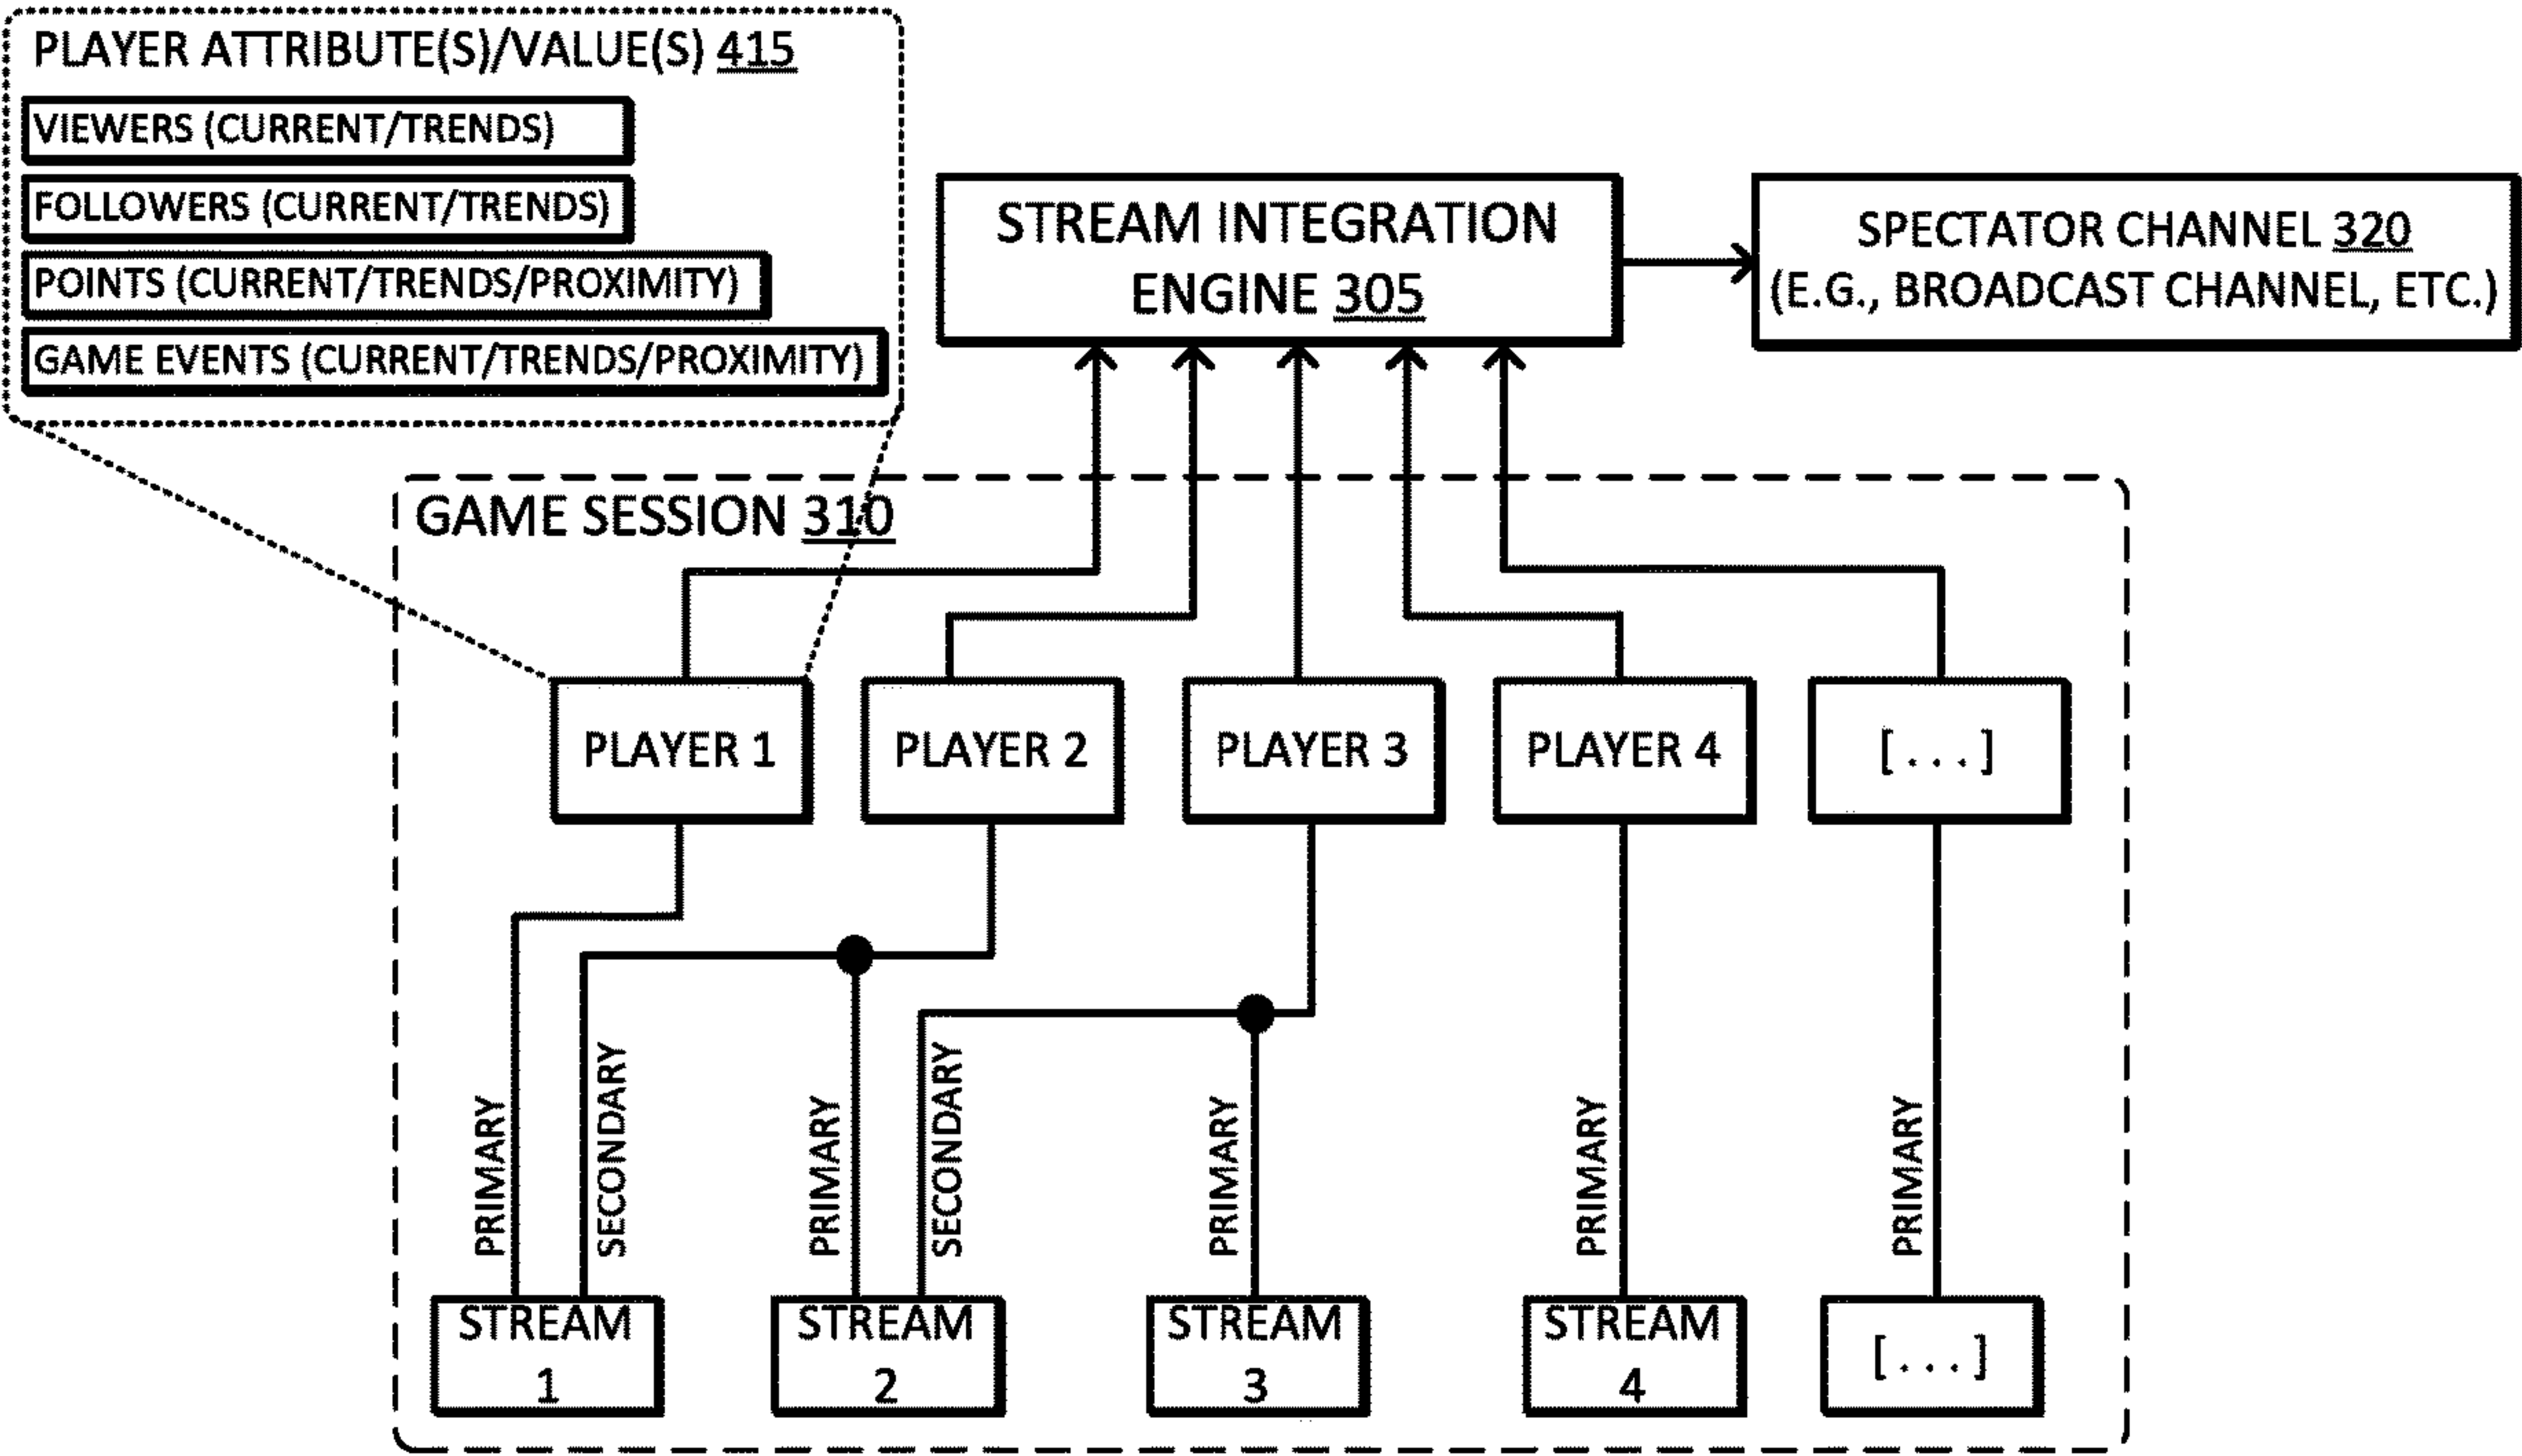 PLAYER ATTRIBUTE(S)/VALUE(S) 415
VIEWERS (CURRENT/TRENDS)
FOLLOWERS (CURRENT/TRENDS)
POINTS (CURRENT/TRENDS/PROXIMITY)
GAME EVENTS (CURRENT/TRENDS/PROXIMITY)
STREAM INTEGRATION
ENGINE 305
SPECTATOR CHANNEL 320
(E.G., BROADCAST CHANNEL, ETC.)
GAME SESSION 310
PLAYER 1
PLAYER 2
PLAYER 3
PLAYER 4
[...]
PRIMARY
SECONDARY
PRIMARY
SECONDARY
PRIMARY
PRIMARY
PRIMARY
STREAM
1
STREAM
2
STREAM
3
STREAM
4
[...]